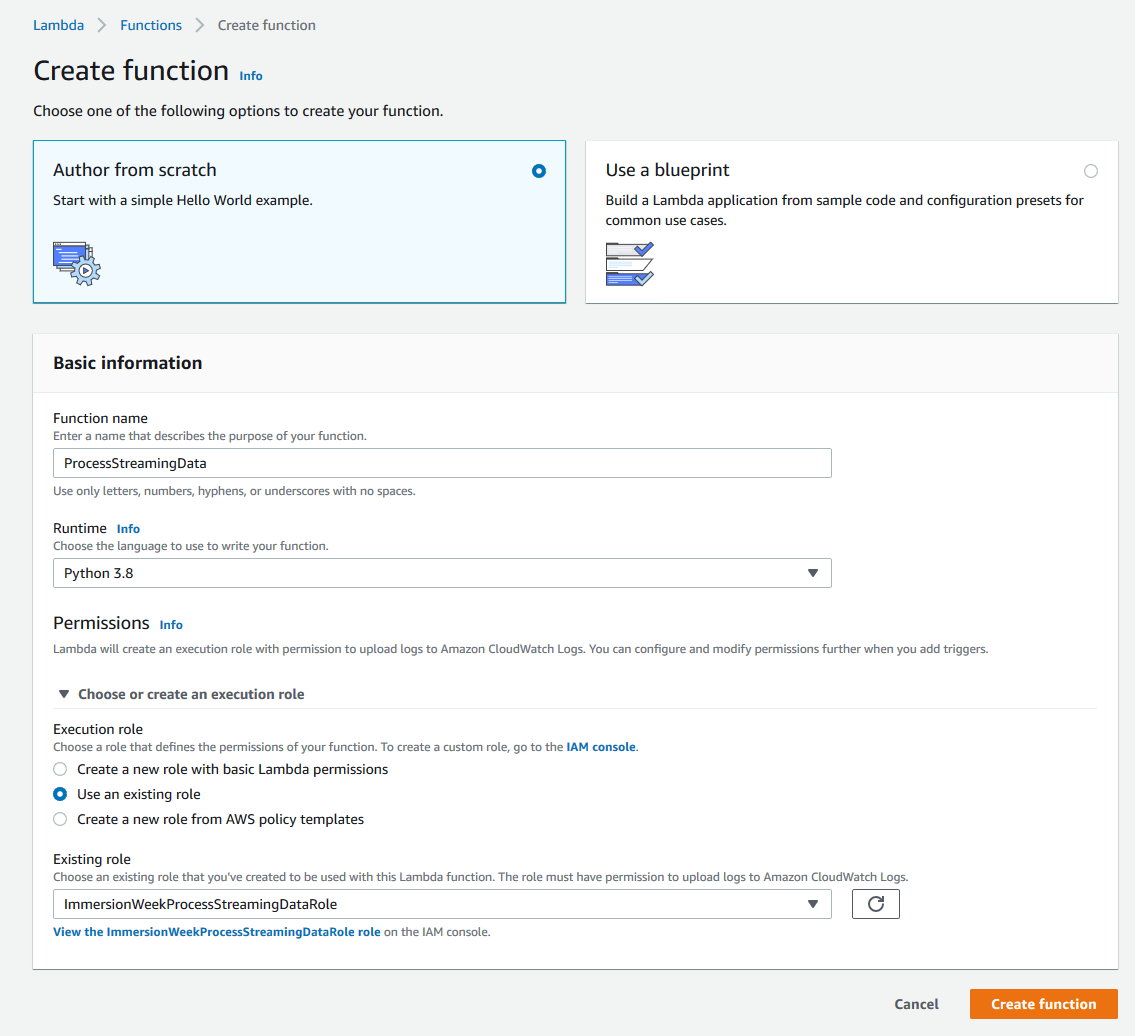 Lambda > Functions > Create function
Create function Info
Choose one of the following options to create your function.
Author from scratch
Start with a simple Hello World example.
Use a blueprint
Build a Lambda application from sample code and configuration presets for
common use cases.
Basic information
Function name
Enter a name that describes the purpose of your function.
ProcessStreamingData
Use only letters, numbers, hyphens, or underscores with no spaces.
Runtime Info
Choose the language to use to write your function.
Python 3.8
Permissions Info
Lambda will create an execution role with permission to upload logs to Amazon CloudWatch Logs. You can configure and modify permissions further when you add triggers.
Choose or create an execution role
Execution role
Choose a role that defines the permissions of your function. To create a custom role, go to the IAM console.
Create a new role with basic Lambda permissions
Use an existing role
Create a new role from AWS policy templates
Existing role
Choose an existing role that you've created to be used with this Lambda function. The role must have permission to upload logs to Amazon CloudWatch Logs.
ImmersionWeekProcessStreamingDataRole
View the ImmersionWeekProcessStreamingDataRole role on the IAM console.
Cancel Create function